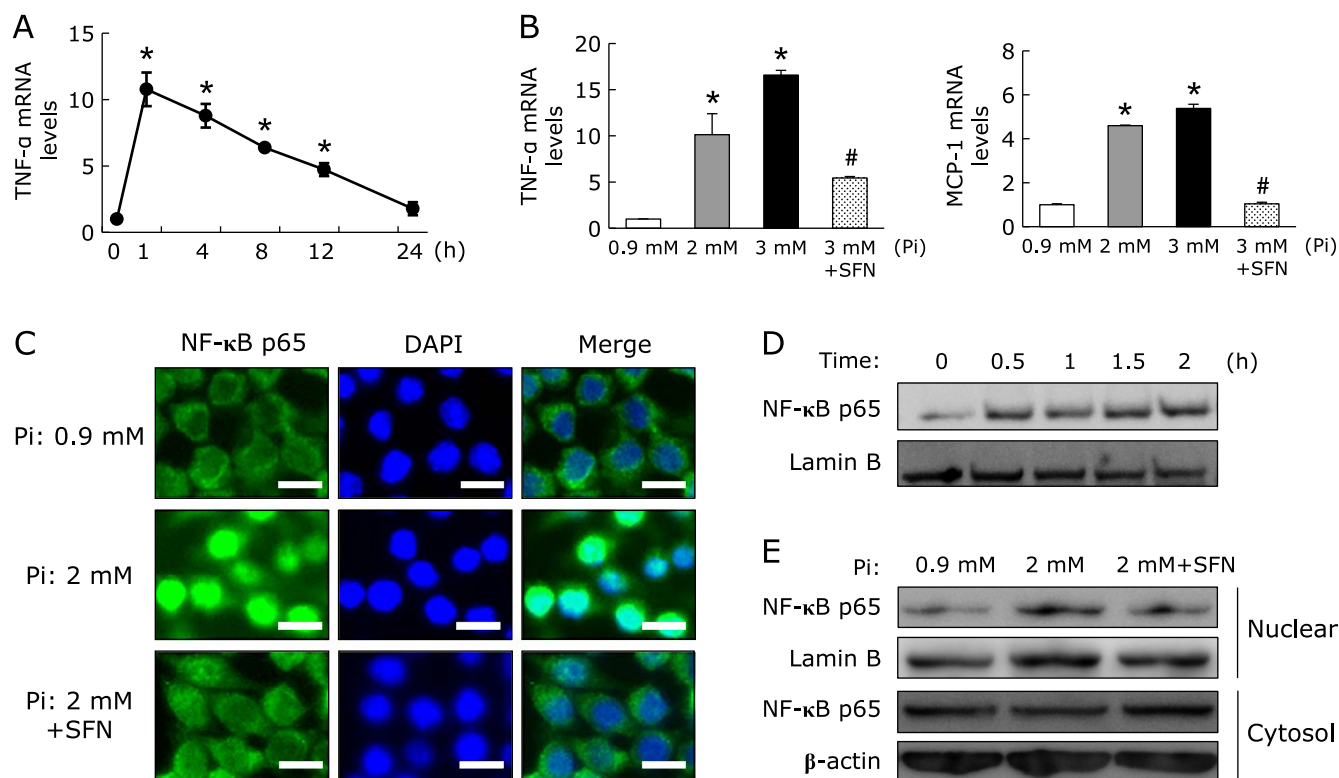 A
TNF-α mRNA
levels
15
10
5
0
*
*
*
*
0 1 4 8 12 24 (h)
B
TNF-α mRNA
levels
20
15
10
5
0
*
*
#
0.9 mM 2 mM 3 mM 3 mM (Pi)
+SFN
MCP-1 mRNA
levels
8
6
4
2
0
*
*
#
0.9 mM 2 mM 3 mM 3 mM (Pi)
+SFN
C
NF-κB p65 DAPI Merge
Pi: 0.9 mM
Pi: 2 mM
Pi: 2 mM
+SFN
D
Time: 0 0.5 1 1.5 2 (h)
NF-κB p65
Lamin B
E
Pi: 0.9 mM 2 mM 2 mM+SFN
NF-κB p65
Lamin B
Nuclear
NF-κB p65
β-actin
Cytosol